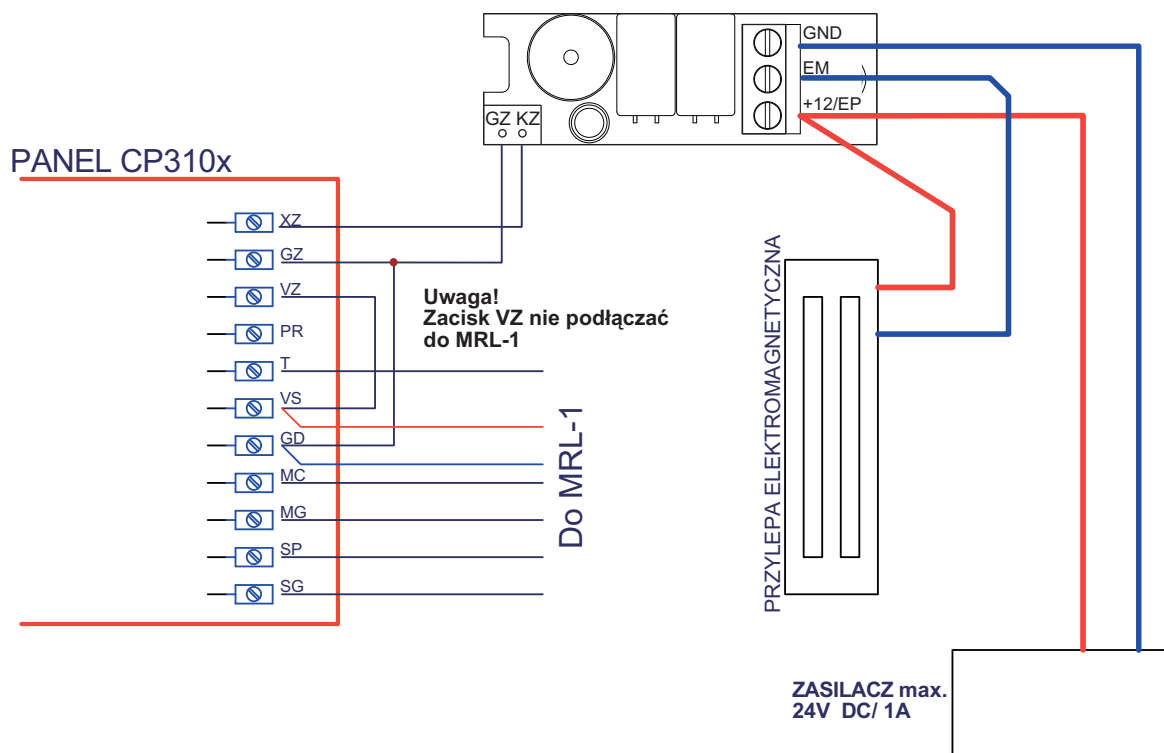 GND
EM
+12/EP
GZ KZ
PANEL CP310x
XZ
GZ
VZ
PR
T
VS
GD
MC
MG
SP
SG
Uwaga!
Zacisk VZ nie podłączać
do MRL-1
Do MRL-1
PRZYLEPA ELEKTROMAGNETYCZNA
ZASILACZ max.
24V DC/ 1A